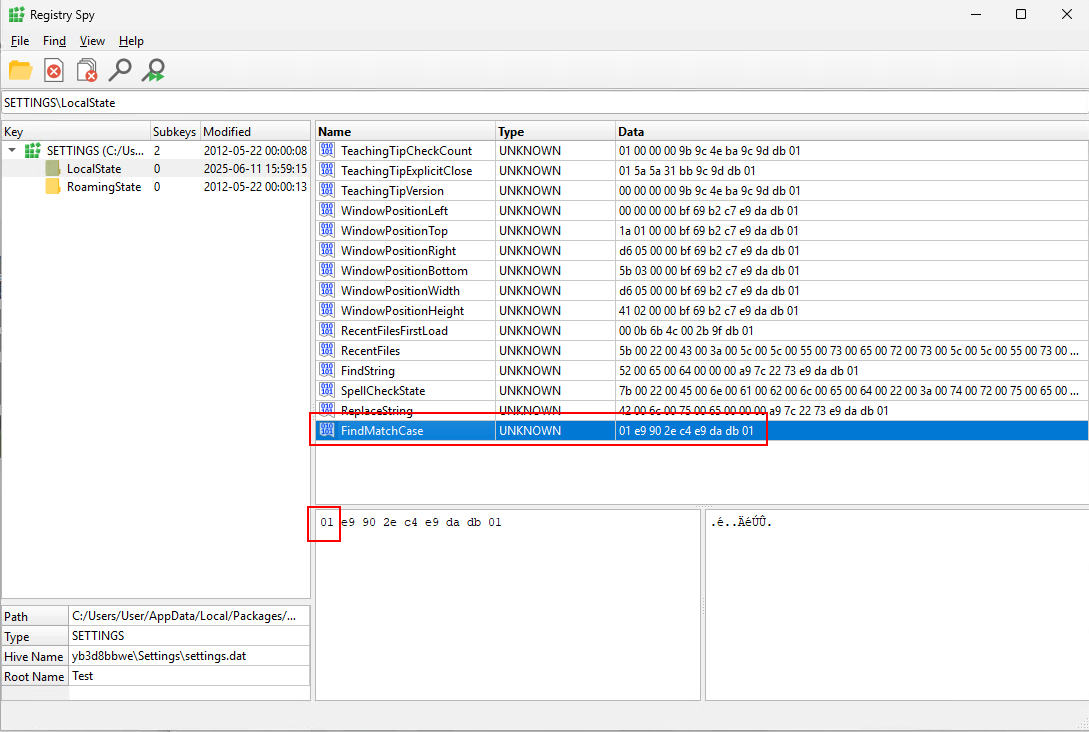 Registry Spy
File Find View Help
SETTINGS\LocalState
Key Subkeys Modified
SETTINGS (C:/Us... 2 2012-05-22 00:00:08
LocalState 0 2025-06-11 15:59:15
RoamingState 0 2012-05-22 00:00:13
Name Type Data
TeachingTipCheckCount UNKNOWN 01 00 00 00 9b 9c 4e ba 9c 9d db 01
TeachingTipExplicitClose UNKNOWN 01 5a 5a 31 bb 9c 9d db 01
TeachingTipVersion UNKNOWN 00 00 00 00 9b 9c 4e ba 9c 9d db 01
WindowPositionLeft UNKNOWN 00 00 00 00 bf 69 b2 c7 e9 da db 01
WindowPositionTop UNKNOWN 1a 01 00 00 bf 69 b2 c7 e9 da db 01
WindowPositionRight UNKNOWN d6 05 00 00 bf 69 b2 c7 e9 da db 01
WindowPositionBottom UNKNOWN 5b 03 00 00 bf 69 b2 c7 e9 da db 01
WindowPositionWidth UNKNOWN d6 05 00 00 bf 69 b2 c7 e9 da db 01
WindowPositionHeight UNKNOWN 41 02 00 00 bf 69 b2 c7 e9 da db 01
RecentFilesFirstLoad UNKNOWN 00 0b 6b 4c 00 2b 9f db 01
RecentFiles UNKNOWN 5b 00 22 00 43 00 3a 00 5c 00 5c 00 55 00 73 00 65 00 72 00 73 00 5c 00 5c 00 55 00 73 00 ...
FindString UNKNOWN 52 00 65 00 64 00 00 00 a9 7c 22 73 e9 da db 01
SpellCheckState UNKNOWN 7b 00 22 00 45 00 6e 00 61 00 62 00 6c 00 65 00 64 00 22 00 3a 00 74 00 72 00 75 00 65 00 ...
ReplaceString UNKNOWN 42 00 6c 00 75 00 65 00 00 00 a9 7c 22 73 e9 da db 01
FindMatchCase UNKNOWN 01 e9 90 2e c4 e9 da db 01
01 e9 90 2e c4 e9 da db 01
.é..ÄéÚÛ.
Path C:/Users/User/AppData/Local/Packages/...
Type SETTINGS
Hive Name yb3d8bbwe\Settings\settings.dat
Root Name Test